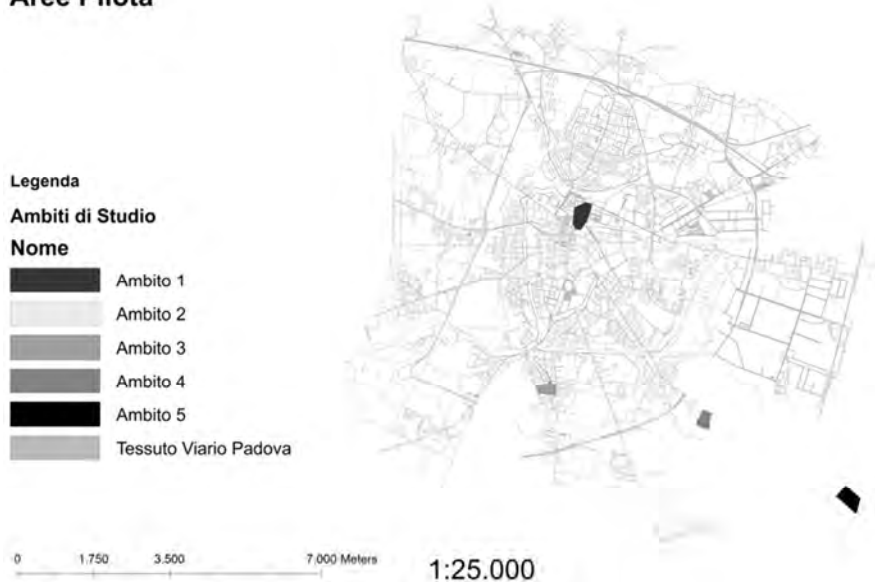 Aree Pilota
Legenda
Ambiti di Studio
Nome
Ambito 1
Ambito 2
Ambito 3
Ambito 4
Ambito 5
Tessuto Viario Padova
0 1.750 3.500 7.000 Meters
1:25.000